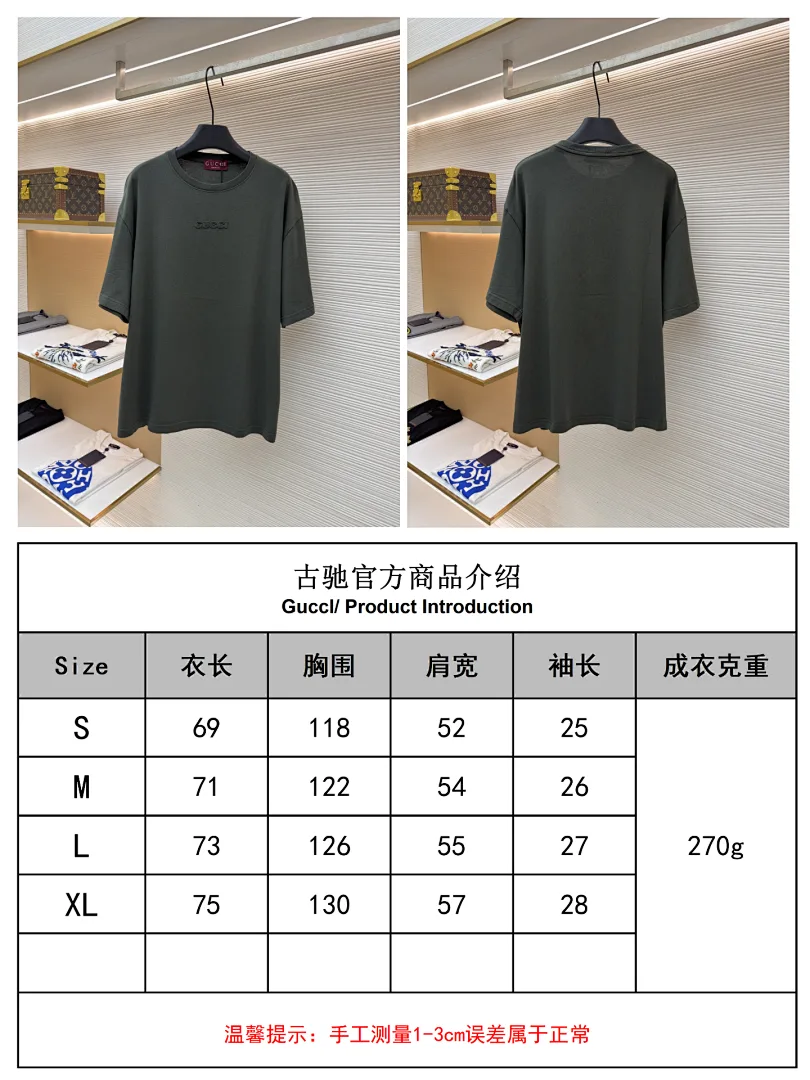 GUCCI
GUCCI
古驰官方商品介绍
GuccI/ Product Introduction
Size 衣长 胸围 肩宽 袖长 成衣克重
S 69 118 52 25
M 71 122 54 26
L 73 126 55 27
270g
XL 75 130 57 28
温馨提示：手工测量1-3cm误差属于正常